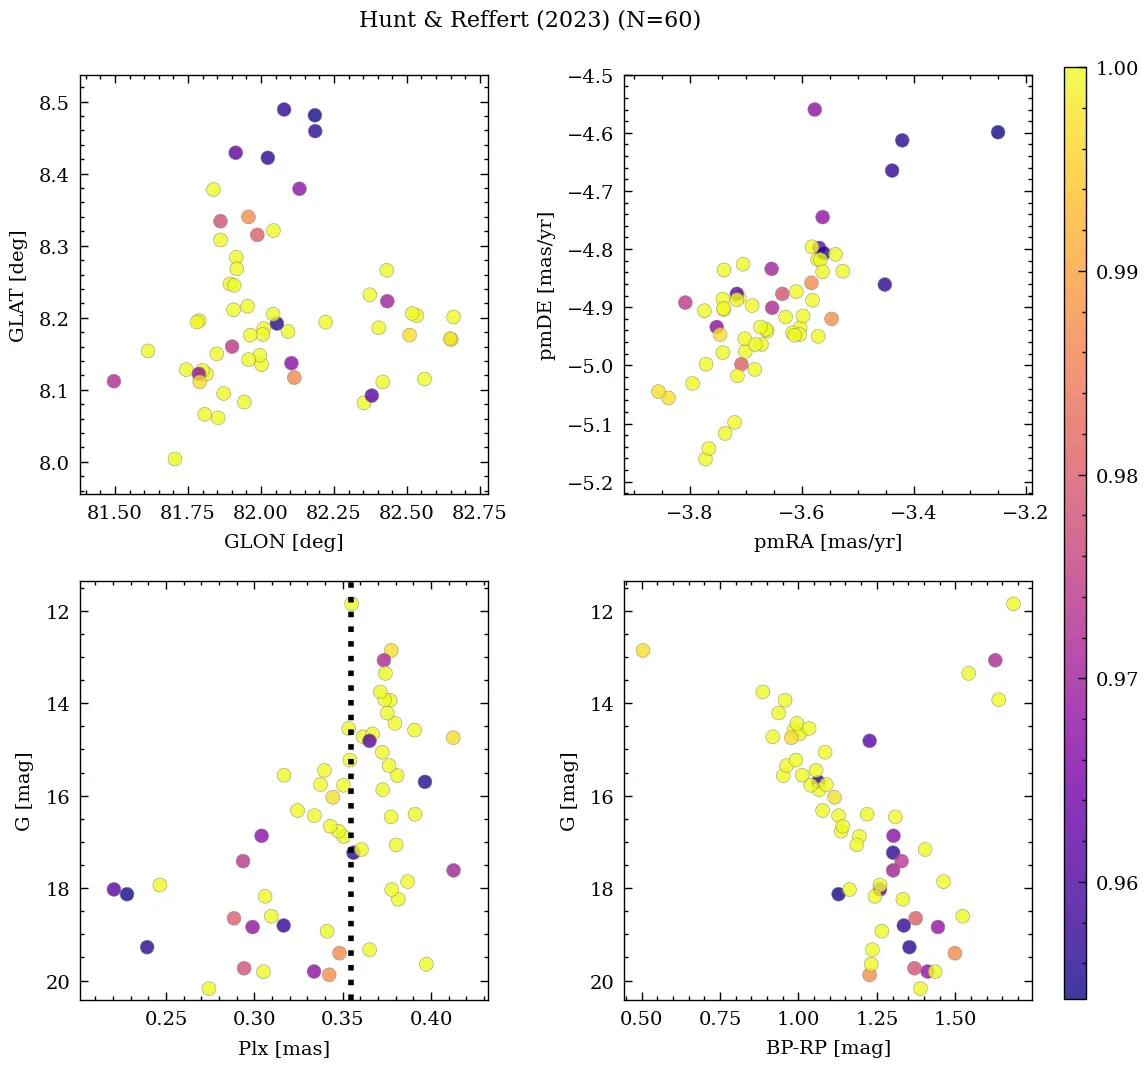 Hunt & Reffert (2023) (N=60)
8.5
8.4
8.3
8.2
8.1
8.0
GLAT [deg]
81.50 81.75 82.00 82.25 82.50 82.75
GLON [deg]
−4.5
−4.6
−4.7
−4.8
−4.9
−5.0
−5.1
−5.2
pmDE [mas/yr]
−3.8 −3.6 −3.4 −3.2
pmRA [mas/yr]
12
14
16
18
20
G [mag]
0.25 0.30 0.35 0.40
Plx [mas]
12
14
16
18
20
G [mag]
0.50 0.75 1.00 1.25 1.50
BP-RP [mag]
1.00
0.99
0.98
0.97
0.96